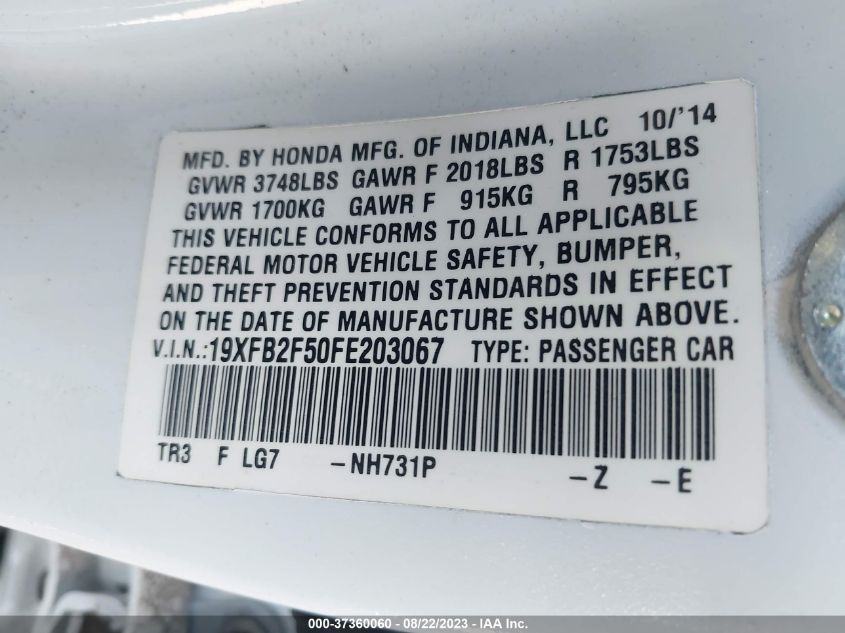 MFD. BY HONDA MFG. OF INDIANA, LLC 10/'14
GVWR 3748LBS GAWR F 2018LBS R 1753LBS
GVWR 1700KG GAWR F 915KG R 795KG
THIS VEHICLE CONFORMS TO ALL APPLICABLE
FEDERAL MOTOR VEHICLE SAFETY, BUMPER,
AND THEFT PREVENTION STANDARDS IN EFFECT
ON THE DATE OF MANUFACTURE SHOWN ABOVE.
V.I.N.:19XFB2F50FE203067 TYPE: PASSENGER CAR
TR3 F LG7 -NH731P -Z -E
000-37360060 - 08/22/2023 - IAA Inc.